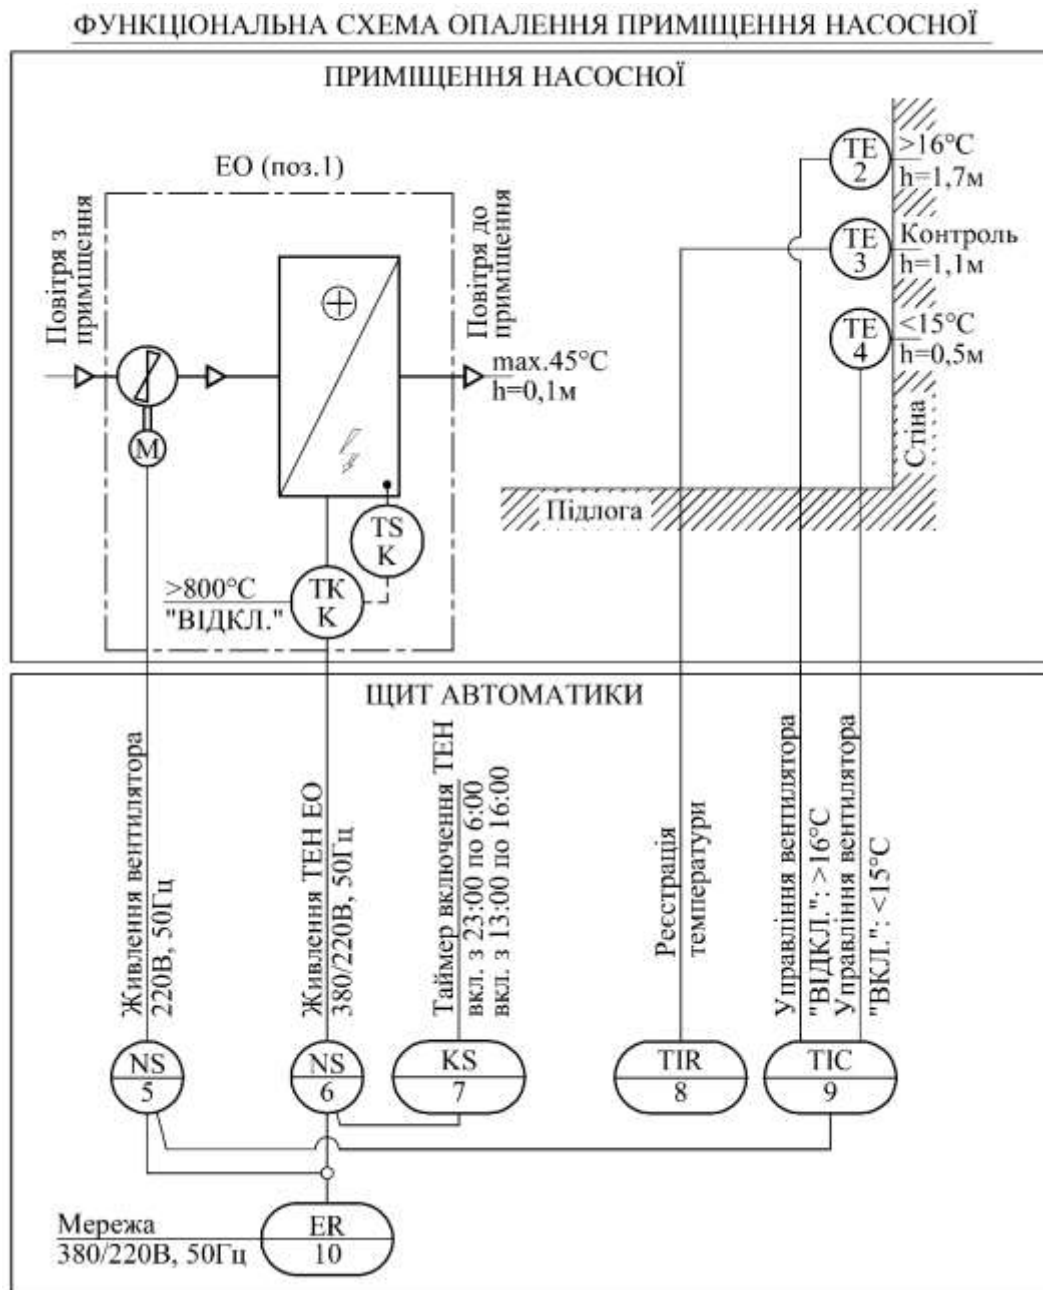 ФУНКЦІОНАЛЬНА СХЕМА ОПАЛЕННЯ ПРИМІЩЕННЯ НАСОСНОЇ
ПРИМІЩЕННЯ НАСОСНОЇ
ЕО (поз.1)
Повітря з
приміщення
Повітря до
приміщення
max.45°C
h=0,1м
M
TS
K
ТК
K
>800°C
"ВІДКЛ."
TE
2
>16°C
h=1,7м
TE
3
Контроль
h=1,1м
TE
4
<15°C
h=0,5м
Стіна
Підлога
ЩИТ АВТОМАТИКИ
Живлення вентилятора
220В, 50Гц
Живлення ТЕН ЕО
380/220В, 50Гц
Таймер включення ТЕН
вкл. з 23:00 по 6:00
вкл. з 13:00 по 16:00
Реєстрація
температури
Управління вентилятора
"ВІДКЛ.": >16°C
Управління вентилятора
"ВКЛ.": <15°C
NS
5
NS
6
KS
7
TIR
8
TIC
9
Мережа
380/220В, 50Гц
ER
10